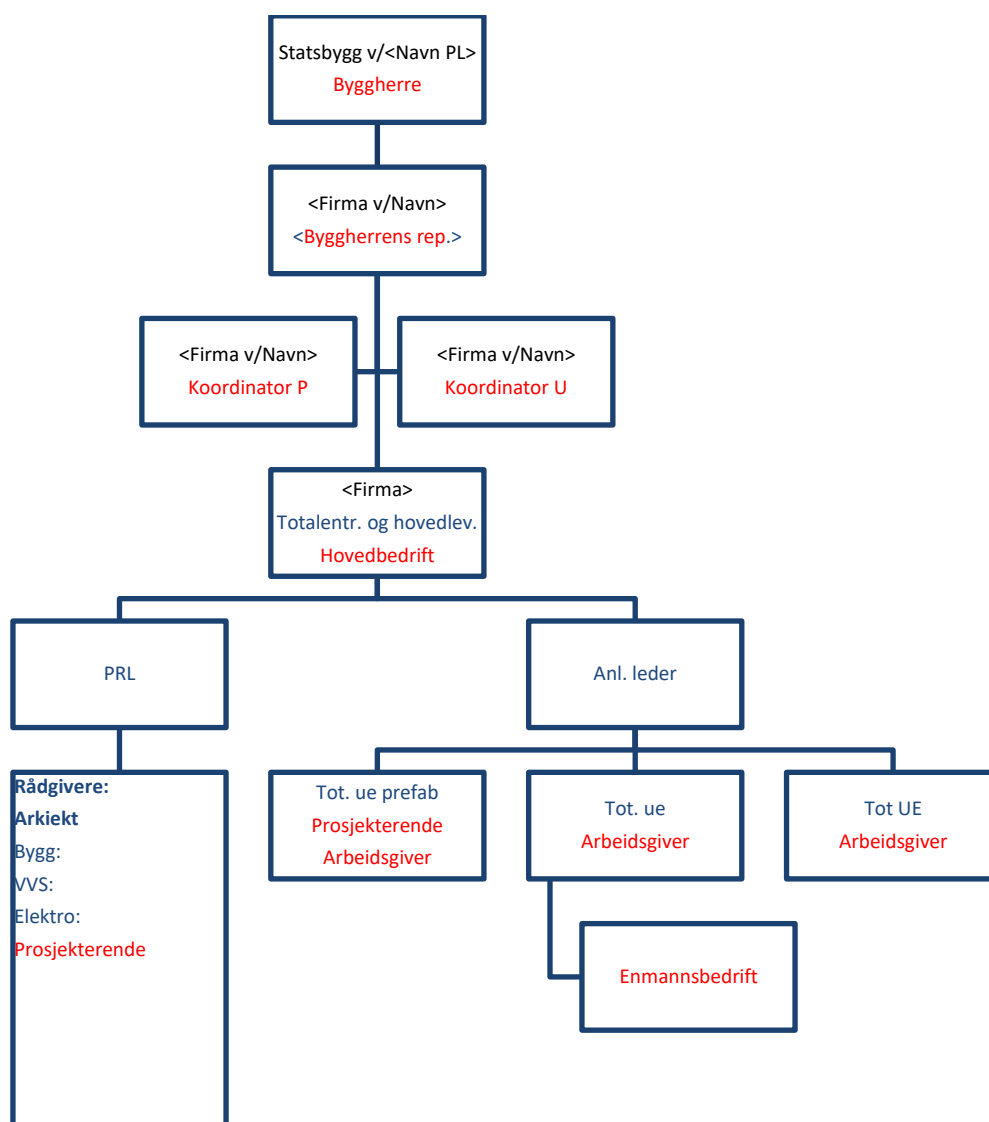 Statsbygg v/<Navn PL>
Byggherre
<Firma v/Navn>
<Byggherrens rep.>
<Firma v/Navn>
Koordinator P
<Firma v/Navn>
Koordinator U
<Firma>
Totalentr. og hovedlev.
Hovedbedrift
PRL
Anl. leder
Rådgivere:
Arkiekt
Bygg:
VVS:
Elektro:
Prosjekterende
Tot. ue prefab
Prosjekterende
Arbeidsgiver
Tot. ue
Arbeidsgiver
Tot UE
Arbeidsgiver
Enmannsbedrift